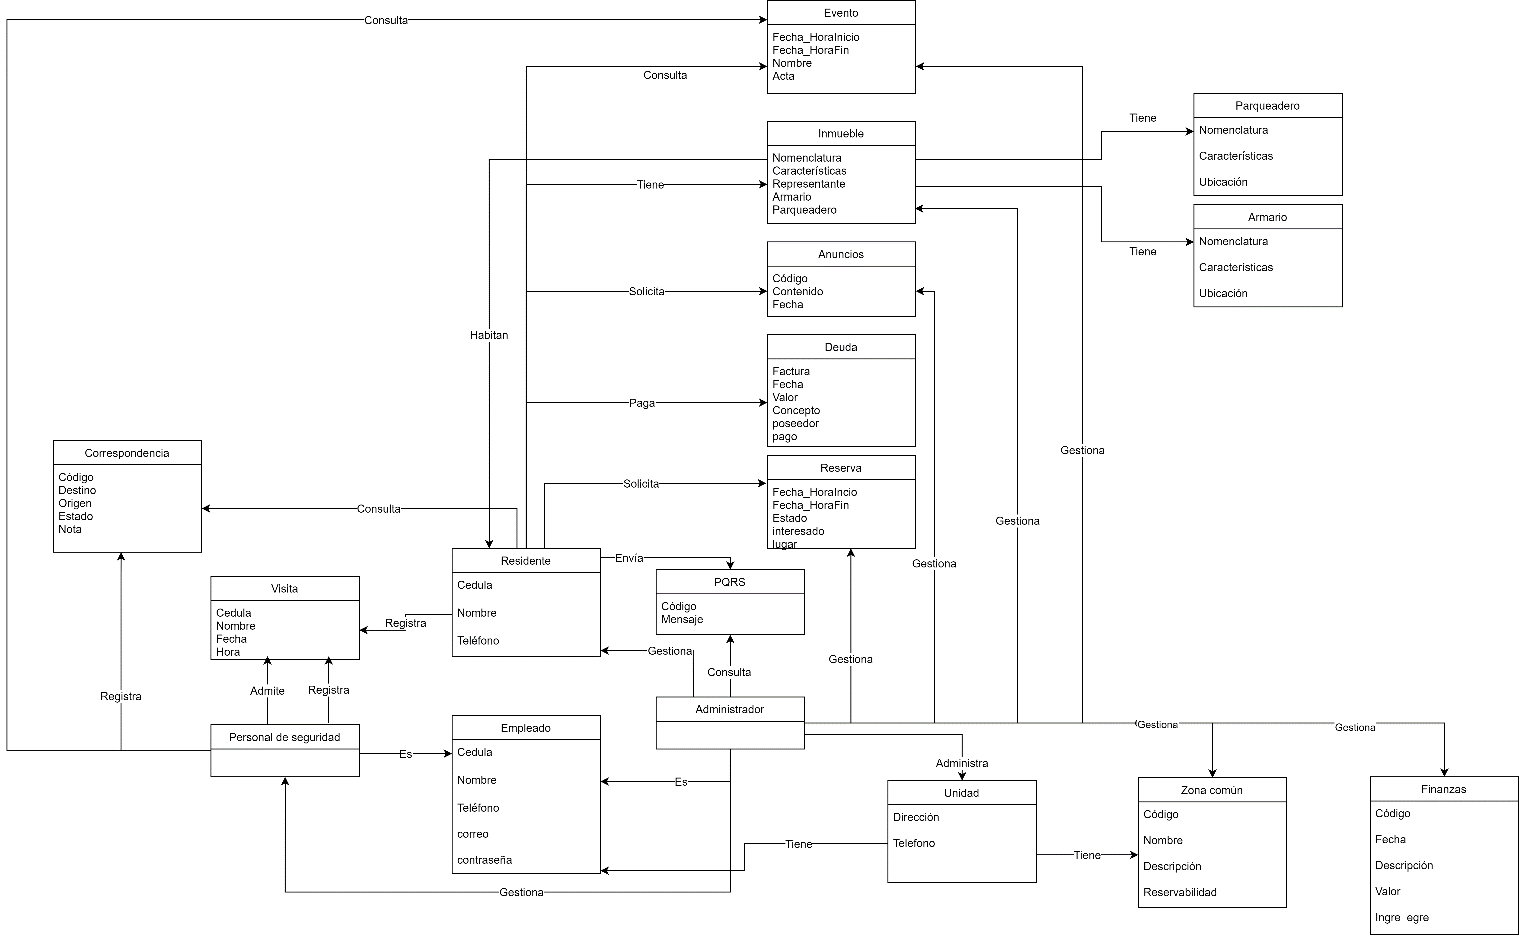 Consulta
Evento
Fecha_HoraInicio
Fecha_HoraFin
Nombre
Acta
Consulta
Parqueadero
Nomenclatura
Características
Ubicación
Tiene
Inmueble
Nomenclatura
Características
Representante
Armario
Parqueadero
Tiene
Armario
Nomenclatura
Caracteristicas
Ubicación
Tiene
Anuncios
Código
Contenido
Fecha
Solicita
Habitan
Deuda
Factura
Fecha
Valor
Concepto
poseedor
pago
Paga
Gestiona
Correspondencia
Código
Destino
Origen
Estado
Nota
Reserva
Fecha_HoraIncio
Fecha_HoraFin
Estado
interesado
lugar
Solicita
Consulta
Gestiona
Gestiona
Residente
Cedula
Nombre
Teléfono
Envía
PQRS
Código
Mensaje
Visita
Cedula
Nombre
Fecha
Hora
Registra
Gestiona
Consulta
Gestiona
Registra
Admite
Registra
Administrador
Personal de seguridad
Es
Empleado
Cedula
Nombre
Teléfono
correo
contraseña
Es
Gestiona
Gestiona
Administra
Unidad
Dirección
Telefono
Tiene
Tiene
Zona común
Código
Nombre
Descripción
Reservabilidad
Finanzas
Código
Fecha
Descripción
Valor
Ingre egre
Gestiona